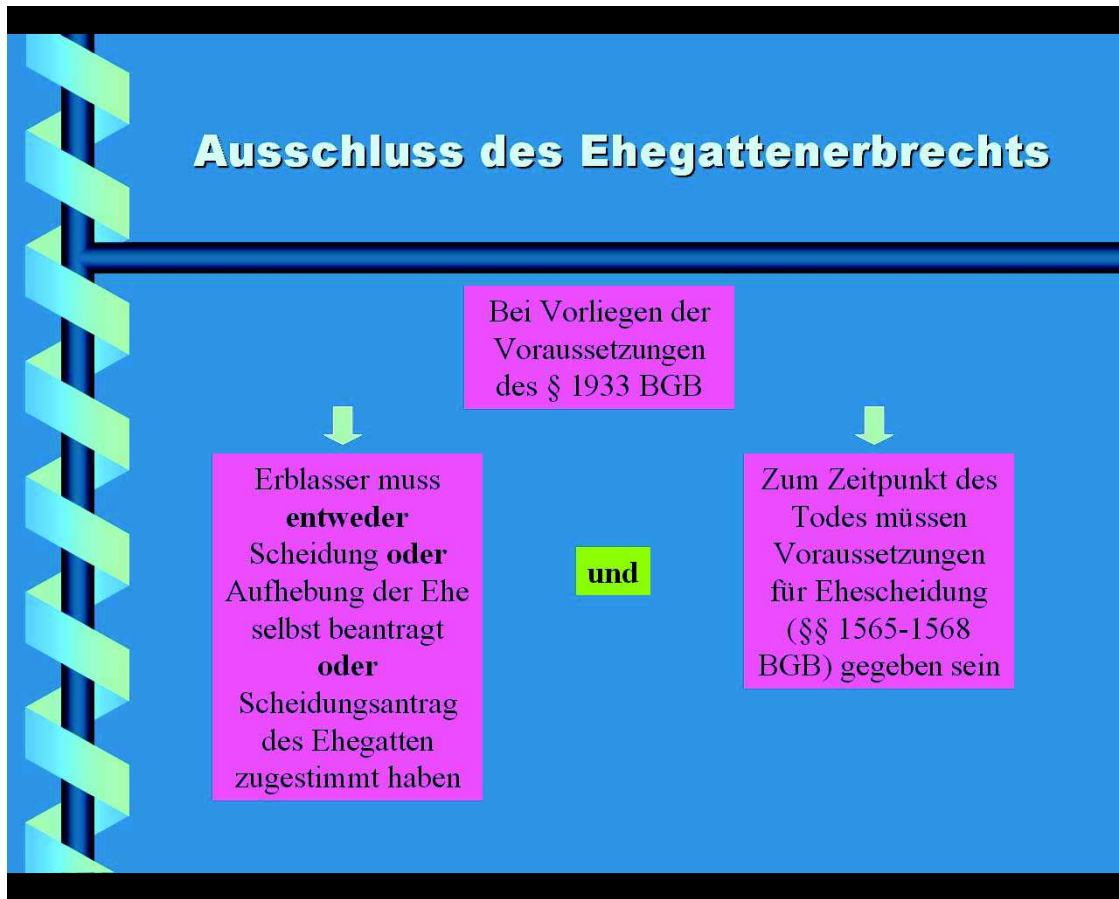 Ausschluss des Ehegattenerbrechts
Bei Vorliegen der
Voraussetzungen
des § 1933 BGB
Erblasser muss
entweder
Scheidung oder
Aufhebung der Ehe
selbst beantragt
oder
Scheidungsantrag
des Ehegatten
zugestimmt haben
und
Zum Zeitpunkt des
Todes müssen
Voraussetzungen
für Ehescheidung
(§§ 1565-1568
BGB) gegeben sein